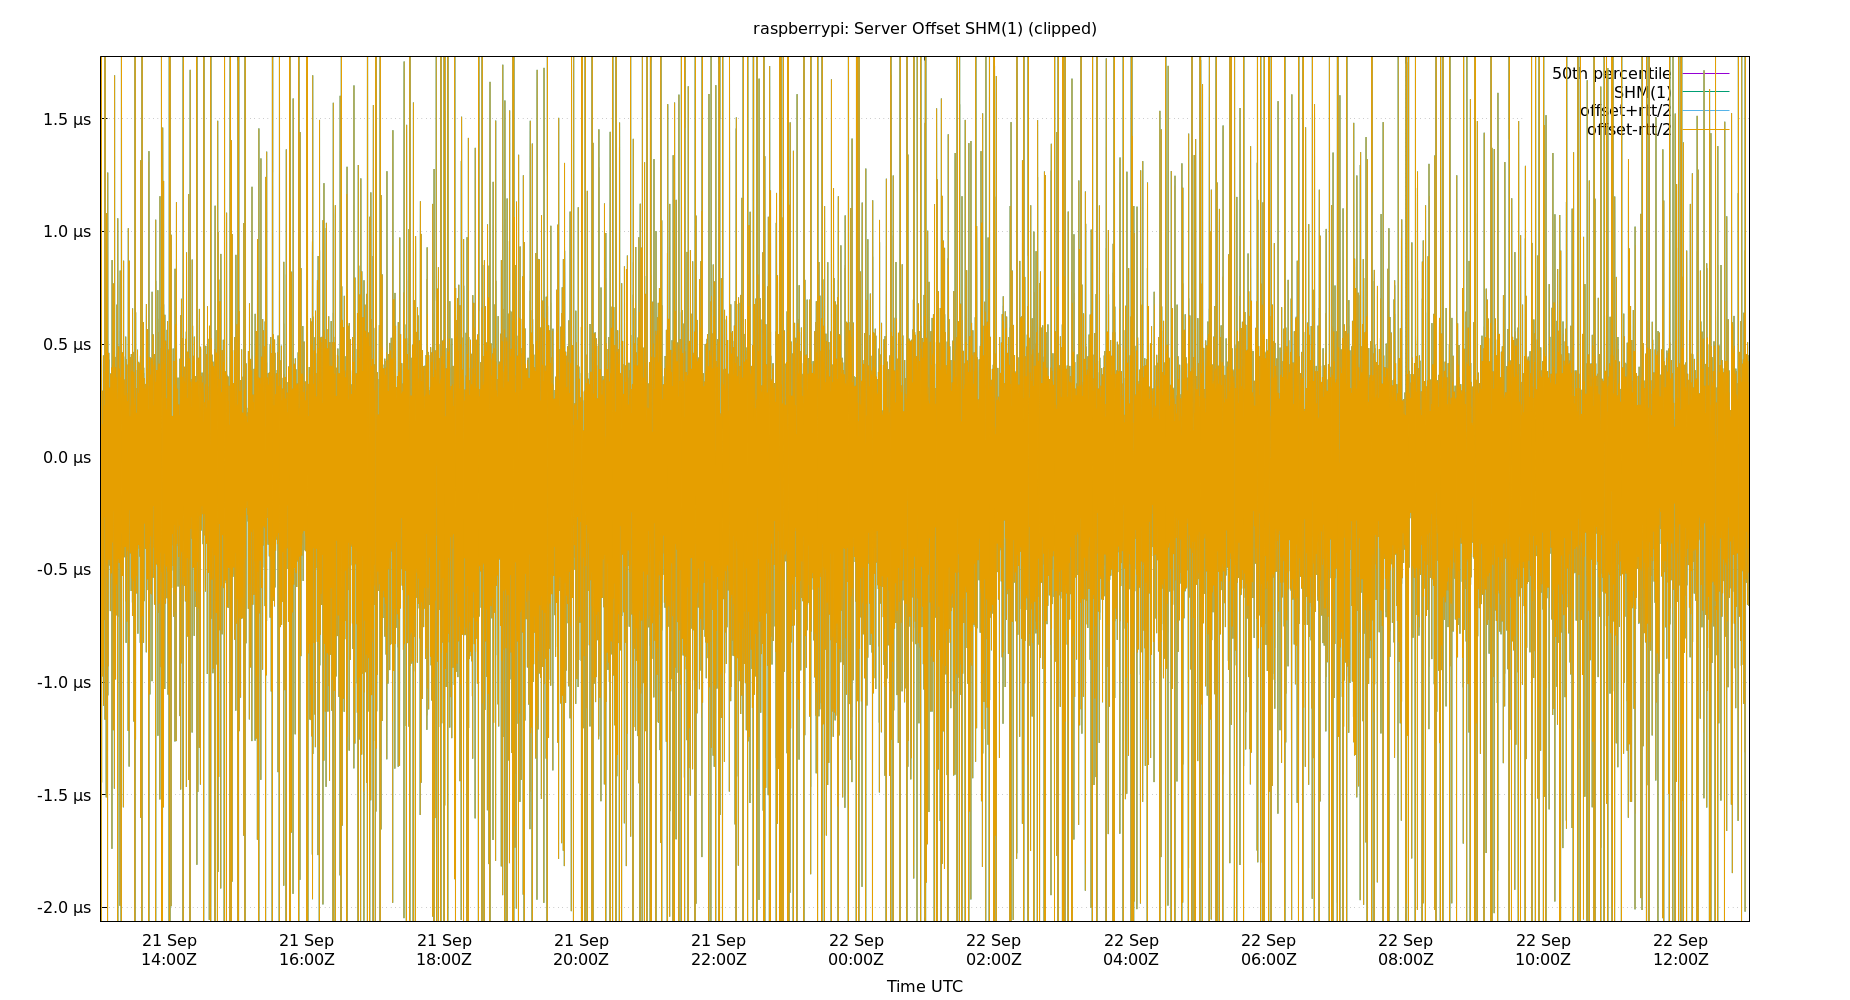 raspberrypi: Server Offset SHM(1) (clipped)
50th percentile
SHM(1)
offset+rtt/2
offset-rtt/2
1.5 µs
1.0 µs
0.5 µs
0.0 µs
-0.5 µs
-1.0 µs
-1.5 µs
-2.0 µs
21 Sep 21 Sep 21 Sep 21 Sep 21 Sep 22 Sep 22 Sep 22 Sep 22 Sep 22 Sep 22 Sep 22 Sep
14:00Z 16:00Z 18:00Z 20:00Z 22:00Z 00:00Z 02:00Z 04:00Z 06:00Z 08:00Z 10:00Z 12:00Z
Time UTC